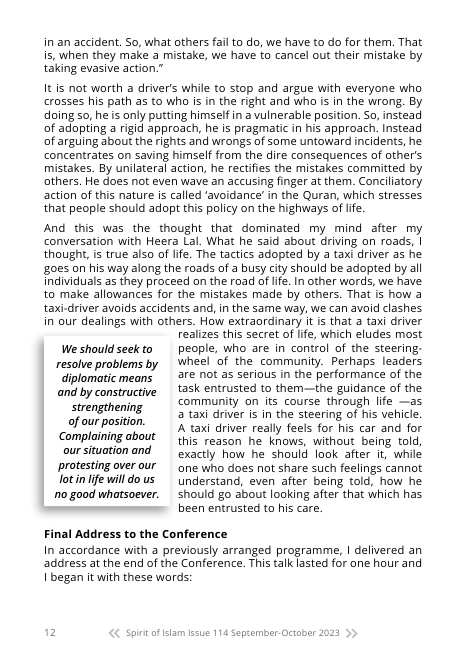 in an accident. So, what others fail to do, we have to do for them. That
is, when they make a mistake, we have to cancel out their mistake by
taking evasive action.”
It is not worth a driver’s while to stop and argue with everyone who
crosses his path as to who is in the right and who is in the wrong. By
doing so, he is only putting himself in a vulnerable position. So, instead
of adopting a rigid approach, he is pragmatic in his approach. Instead
of arguing about the rights and wrongs of some untoward incidents, he
concentrates on saving himself from the dire consequences of other’s
mistakes. By unilateral action, he rectifies the mistakes committed by
others. He does not even wave an accusing finger at them. Conciliatory
action of this nature is called ‘avoidance’ in the Quran, which stresses
that people should adopt this policy on the highways of life.
And this was the thought that dominated my mind after my
conversation with Heera Lal. What he said about driving on roads, I
thought, is true also of life. The tactics adopted by a taxi driver as he
goes on his way along the roads of a busy city should be adopted by all
individuals as they proceed on the road of life. In other words, we have
to make allowances for the mistakes made by others. That is how a
taxi-driver avoids accidents and, in the same way, we can avoid clashes
in our dealings with others. How extraordinary it is that a taxi driver
realizes this secret of life, which eludes most
people, who are in control of the steering-
wheel of the community. Perhaps leaders
are not as serious in the performance of the
task entrusted to them—the guidance of the
community on its course through life —as
a taxi driver is in the steering of his vehicle.
A taxi driver really feels for his car and for
this reason he knows, without being told,
exactly how he should look after it, while
one who does not share such feelings cannot
understand, even after being told, how he
should go about looking after that which has
been entrusted to his care.
We should seek to
resolve problems by
diplomatic means
and by constructive
strengthening
of our position.
Complaining about
our situation and
protesting over our
lot in life will do us
no good whatsoever.
Final Address to the Conference
In accordance with a previously arranged programme, I delivered an
address at the end of the Conference. This talk lasted for one hour and
I began it with these words:
12 Spirit of Islam Issue 114 September-October 2023